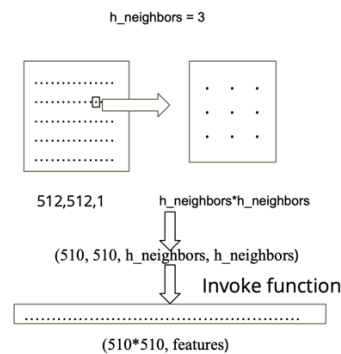 h_neighbors = 3
512,512,1
h_neighbors*h_neighbors
(510, 510, h_neighbors, h_neighbors)
Invoke function
(510*510, features)